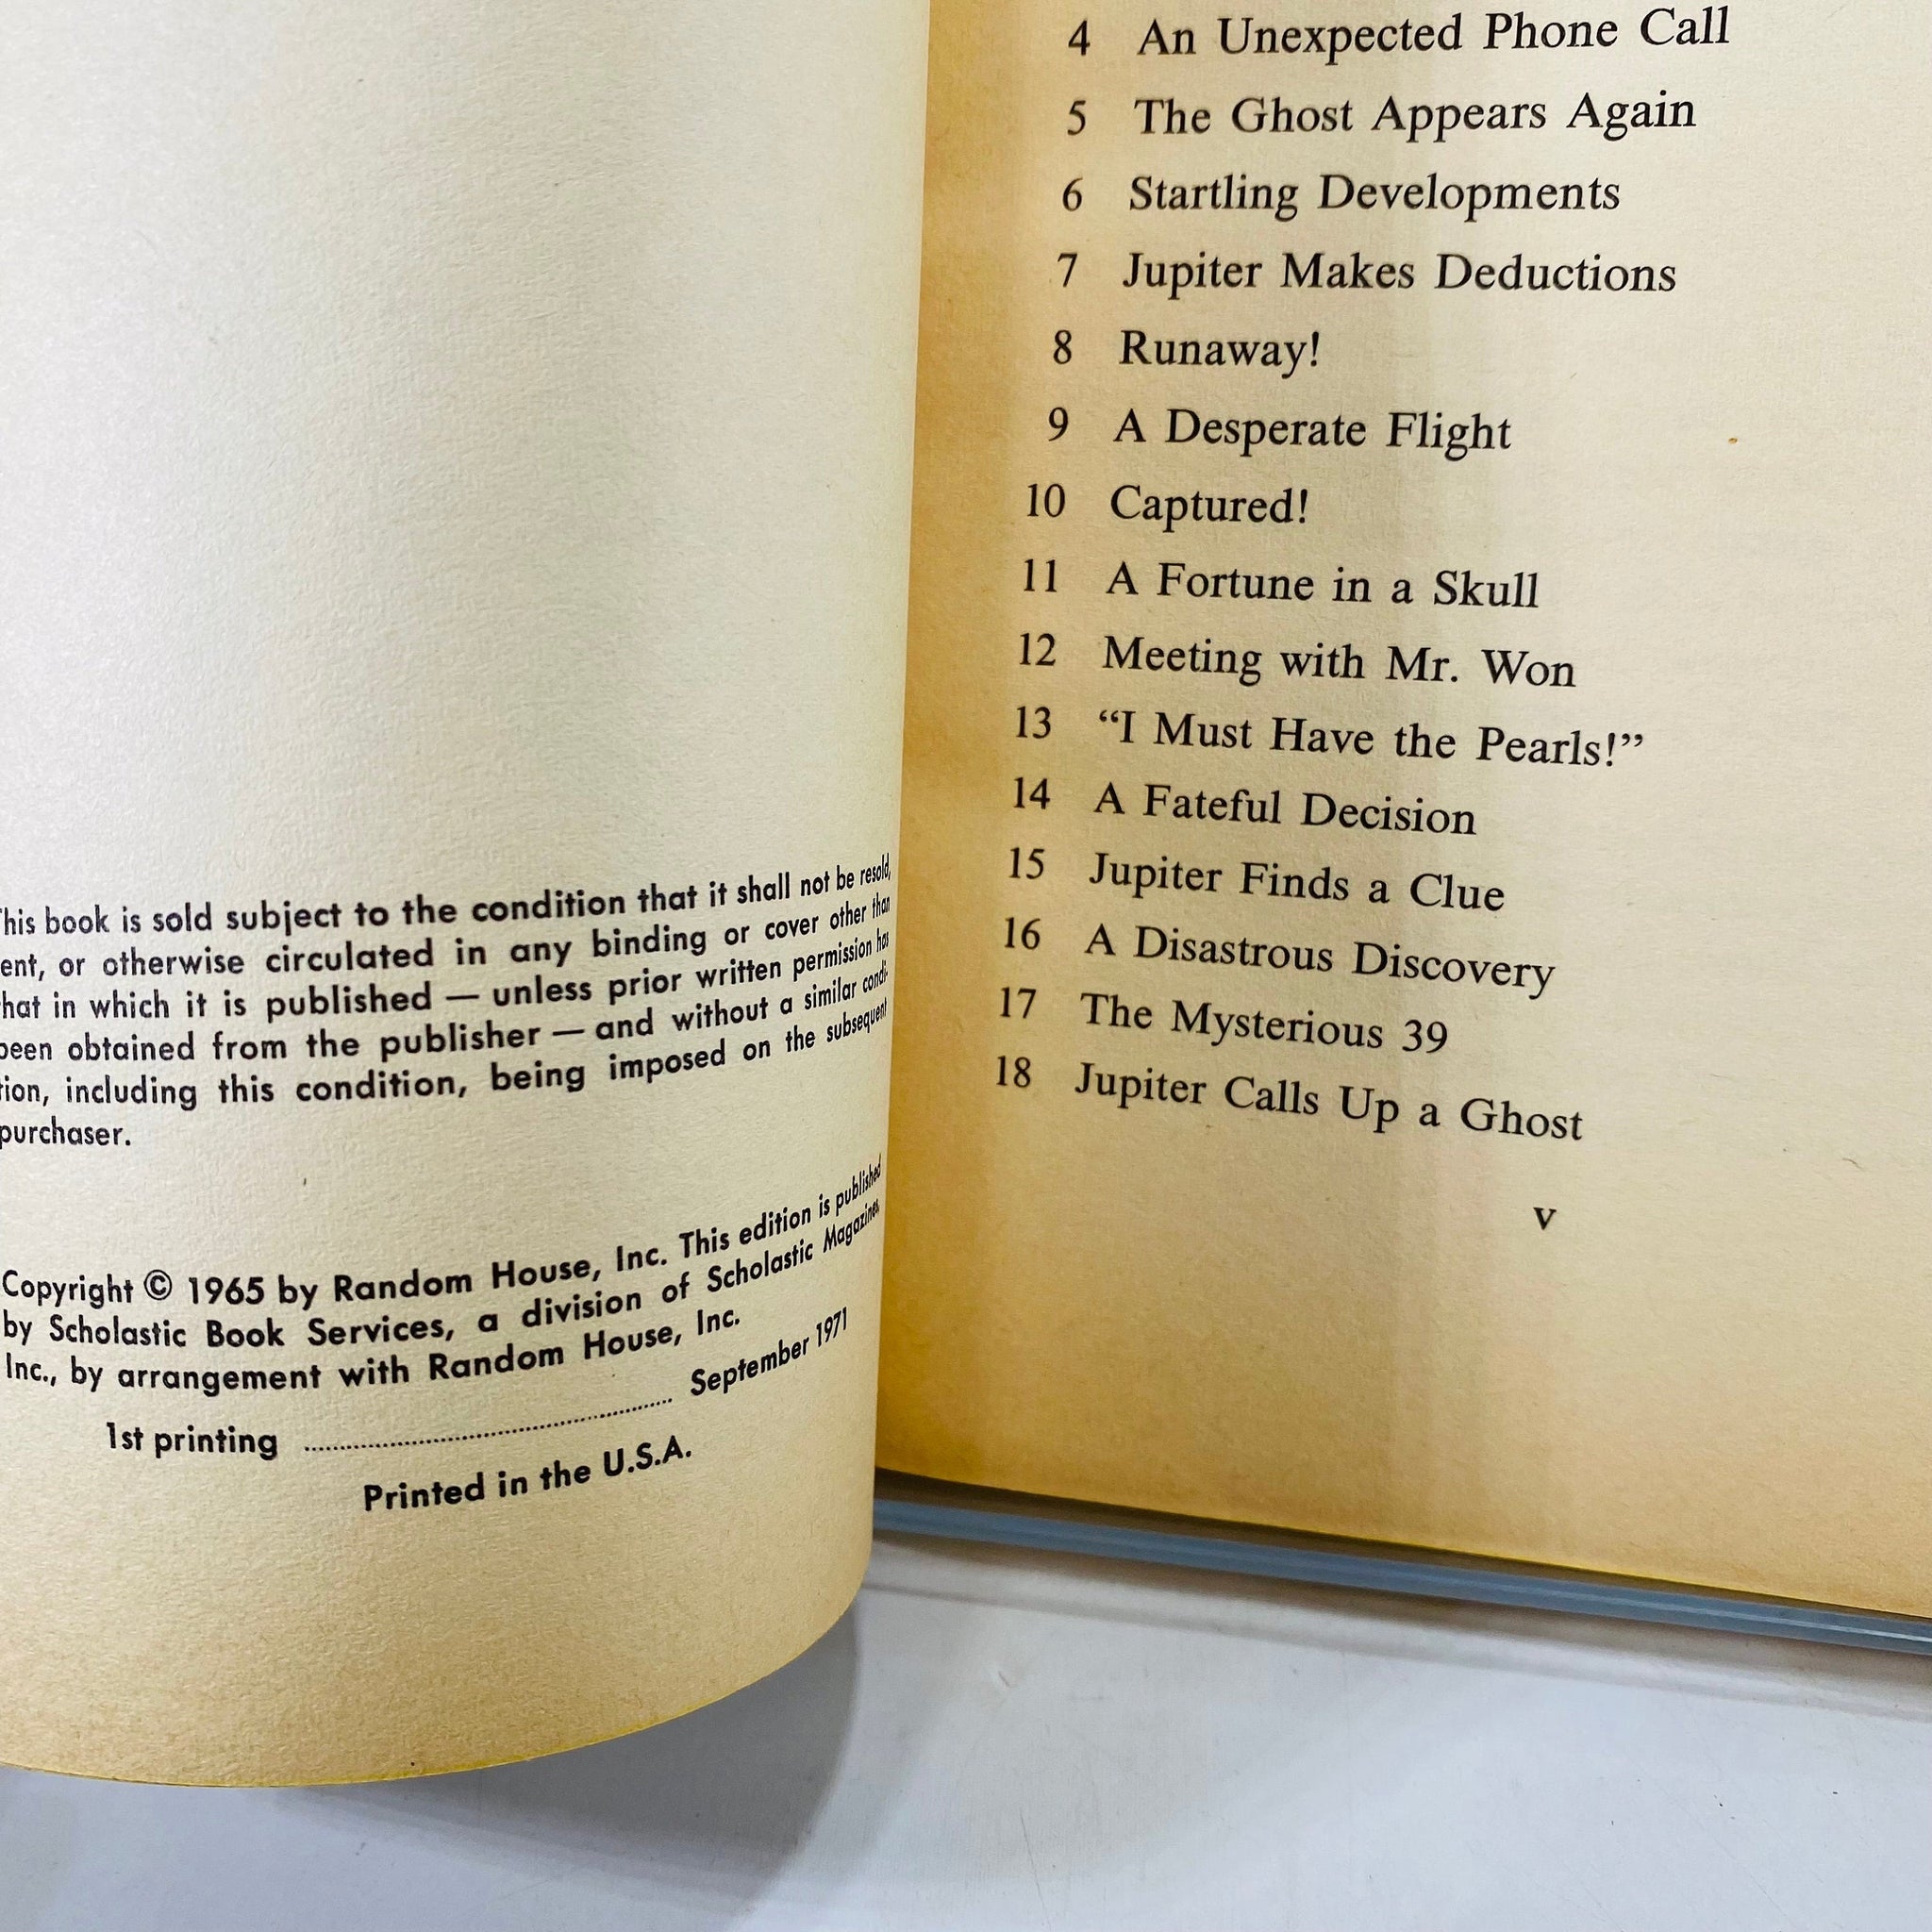 This book is sold subject to the condition that it shall not be resold,
ent, or otherwise circulated in any binding or cover other than
that in which it is published — unless prior written permission has
been obtained from the publisher — and without a similar condi-
tion, including this condition, being imposed on the subsequent
purchaser.
Copyright © 1965 by Random House, Inc. This edition is published
by Scholastic Book Services, a division of Scholastic Magazines,
Inc., by arrangement with Random House, Inc.
1st printing ........................................ September 1971
Printed in the U.S.A.
4 An Unexpected Phone Call
5 The Ghost Appears Again
6 Startling Developments
7 Jupiter Makes Deductions
8 Runaway!
9 A Desperate Flight
10 Captured!
11 A Fortune in a Skull
12 Meeting with Mr. Won
13 “I Must Have the Pearls!”
14 A Fateful Decision
15 Jupiter Finds a Clue
16 A Disastrous Discovery
17 The Mysterious 39
18 Jupiter Calls Up a Ghost
v